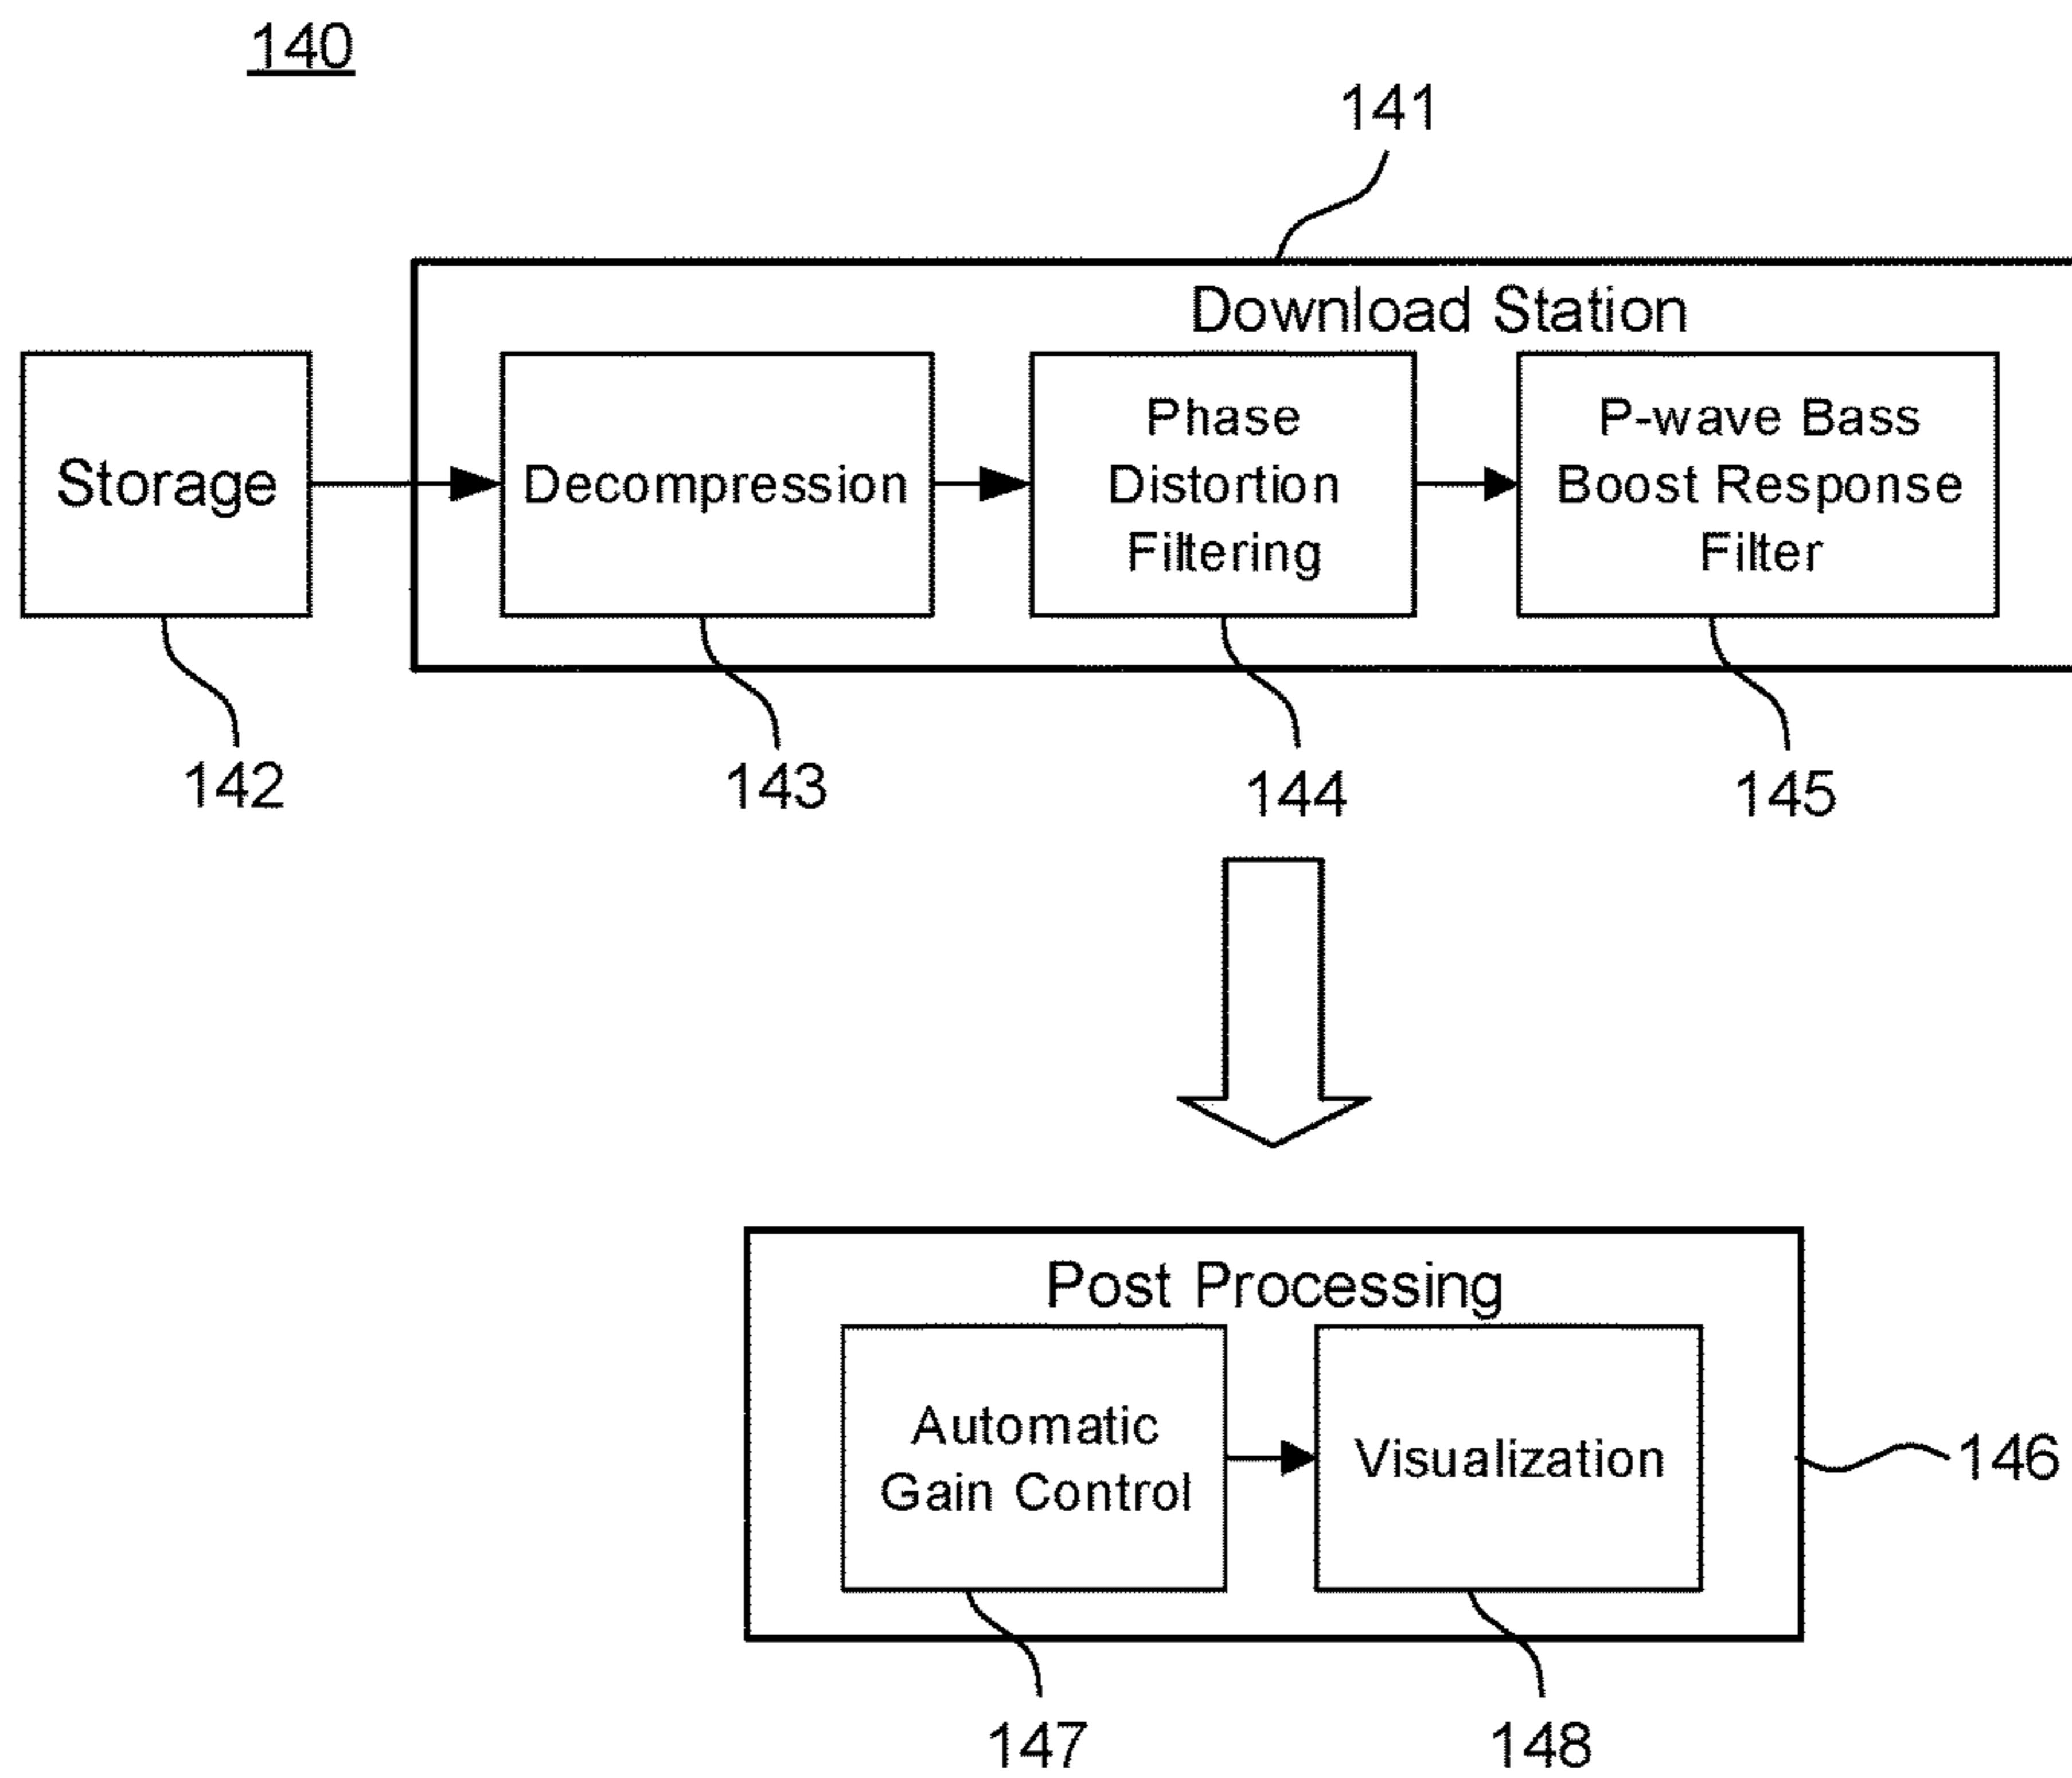 140
141
Download Station
Storage
Decompression
Phase
Distortion
Filtering
P-wave Bass
Boost Response
Filter
142
143
144
145
Post Processing
Automatic
Gain Control
Visualization
146
147
148